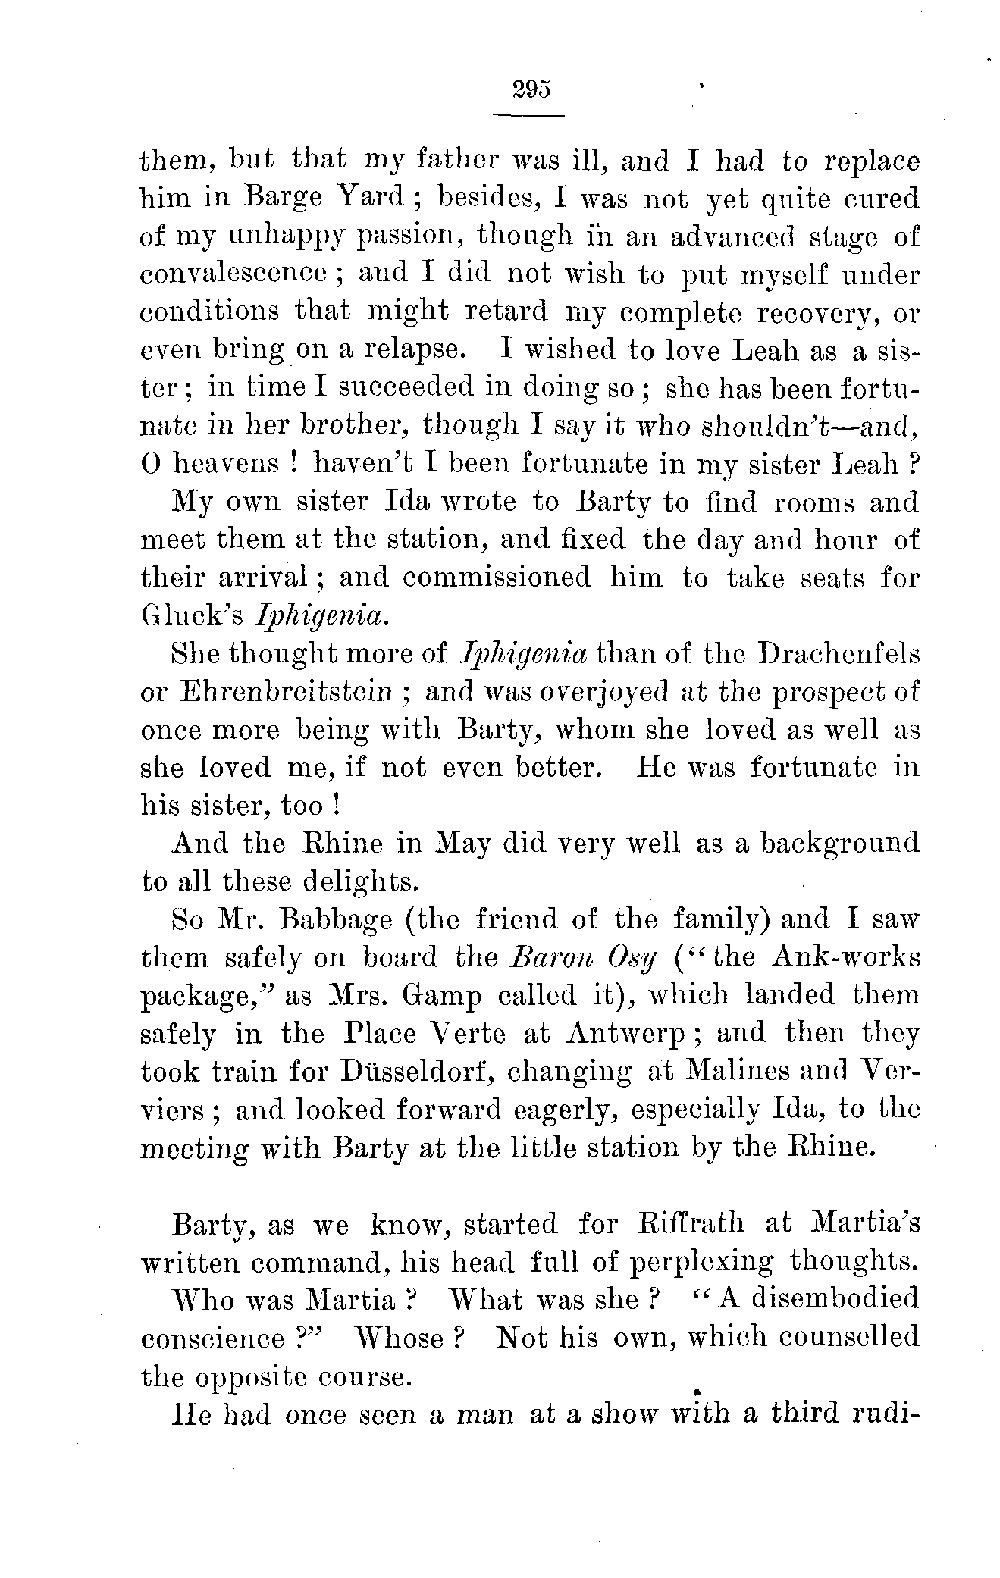 295
them, but that my father was ill, and I had to replace
him in Barge Yard ; besides, I was not yet quite cured
of my unhappy passion, though in an advanced stage of
convalescence ; and I did not wish to put myself under
conditions that might retard my complete recovery, or
even bring on a relapse. I wished to love Leah as a sis-
ter ; in time I succeeded in doing so ; she has been fortu-
nate in her brother, though I say it who shouldn't—and,
O heavens ! haven't I been fortunate in my sister Leah ?
My own sister Ida wrote to Barty to find rooms and
meet them at the station, and fixed the day and hour of
their arrival ; and commissioned him to take seats for
Gluck's Iphigenia.
She thought more of Iphigenia than of the Drachenfels
or Ehrenbreitstein ; and was overjoyed at the prospect of
once more being with Barty, whom she loved as well as
she loved me, if not even better. He was fortunate in
his sister, too !
And the Rhine in May did very well as a background
to all these delights.
So Mr. Babbage (the friend of the family) and I saw
them safely on board the Baron Osy (“the Ank-works
package,” as Mrs. Gamp called it), which landed them
safely in the Place Verte at Antwerp ; and then they
took train for Düsseldorf, changing at Malines and Ver-
viers ; and looked forward eagerly, especially Ida, to the
meeting with Barty at the little station by the Rhine.
Barty, as we know, started for Riffrath at Martia's
written command, his head full of perplexing thoughts.
Who was Martia ? What was she ? “A disembodied
conscience ?” Whose ? Not his own, which counselled
the opposite course.
He had once seen a man at a show with a third rudi-